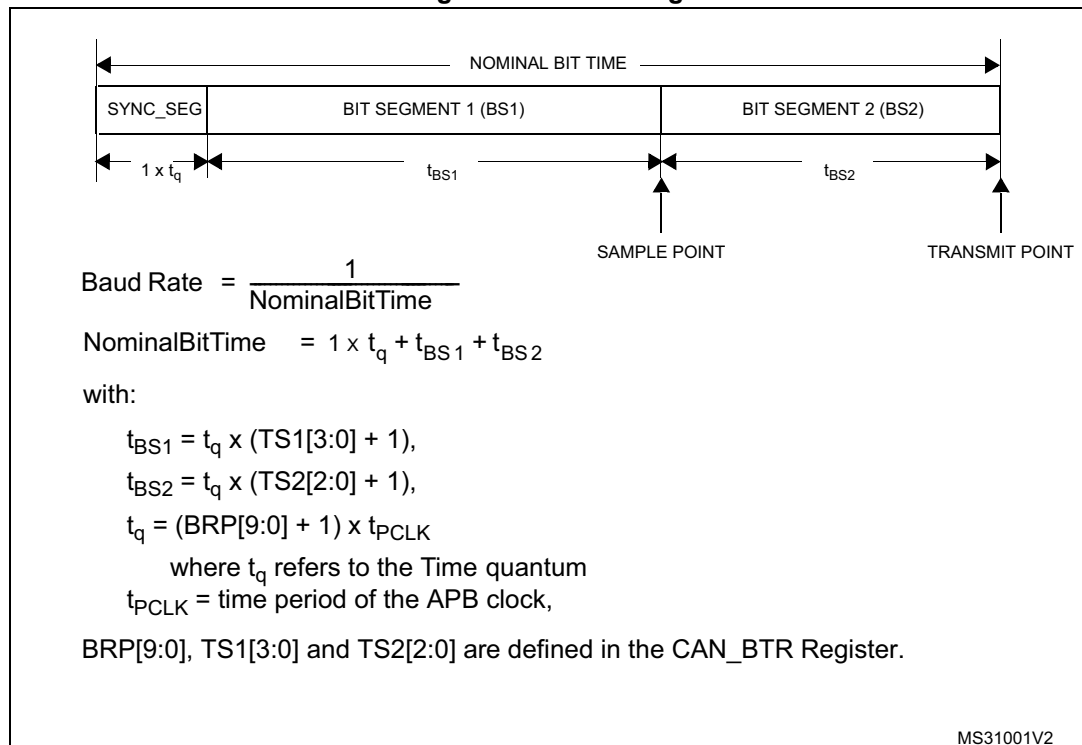 NOMINAL BIT TIME
SYNC_SEG BIT SEGMENT 1 (BS1) BIT SEGMENT 2 (BS2)
1 x tq tBS1 tBS2
SAMPLE POINT TRANSMIT POINT
Baud Rate = 1
NominalBitTime
NominalBitTime = 1 x tq + tBS1 + tBS2
with:
tBS1 = tq x (TS1[3:0] + 1),
tBS2 = tq x (TS2[2:0] + 1),
tq = (BRP[9:0] + 1) x tPCLK
where tq refers to the Time quantum
tPCLK = time period of the APB clock,
BRP[9:0], TS1[3:0] and TS2[2:0] are defined in the CAN_BTR Register.
MS31001V2